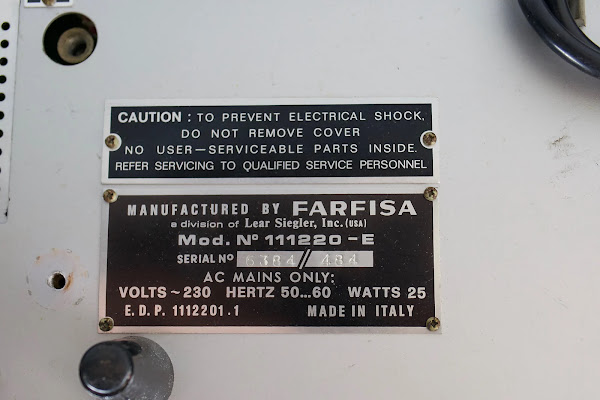 CAUTION : TO PREVENT ELECTRICAL SHOCK,
DO NOT REMOVE COVER
NO USER-SERVICEABLE PARTS INSIDE.
REFER SERVICING TO QUALIFIED SERVICE PERSONNEL
MANUFACTURED BY FARFISA
a division of Lear Siegler, Inc. (USA)
Mod. Nº 111220-E
SERIAL Nº 6384//484
AC MAINS ONLY:
VOLTS ~ 230 HERTZ 50...60 WATTS 25
E.D.P. 1112201.1 MADE IN ITALY